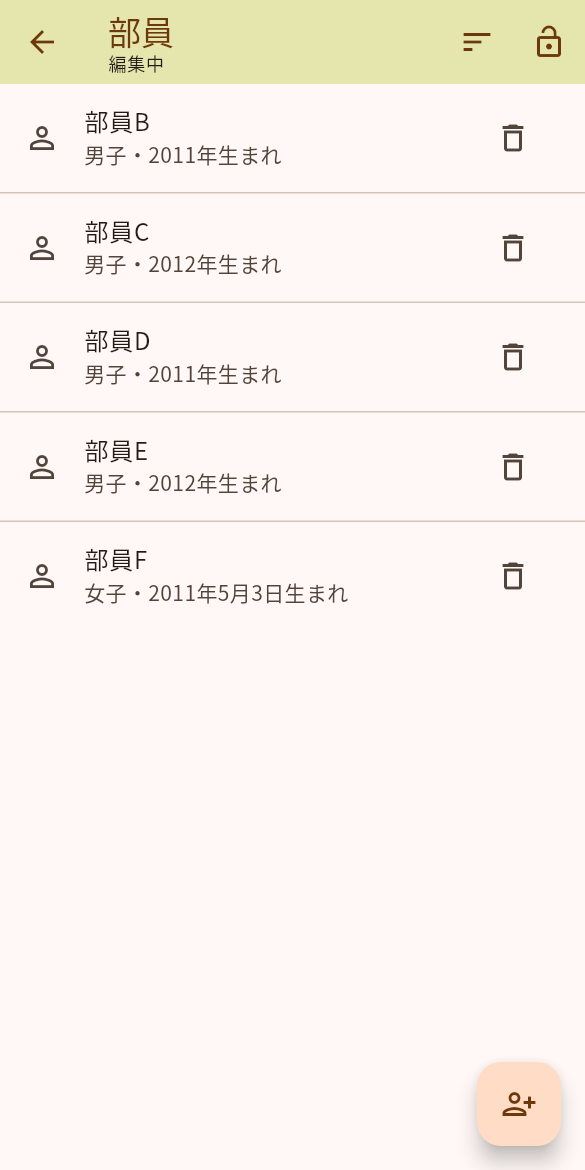 部員
編集中
部員B
男子・2011年生まれ
部員C
男子・2012年生まれ
部員D
男子・2011年生まれ
部員E
男子・2012年生まれ
部員F
女子・2011年5月3日生まれ